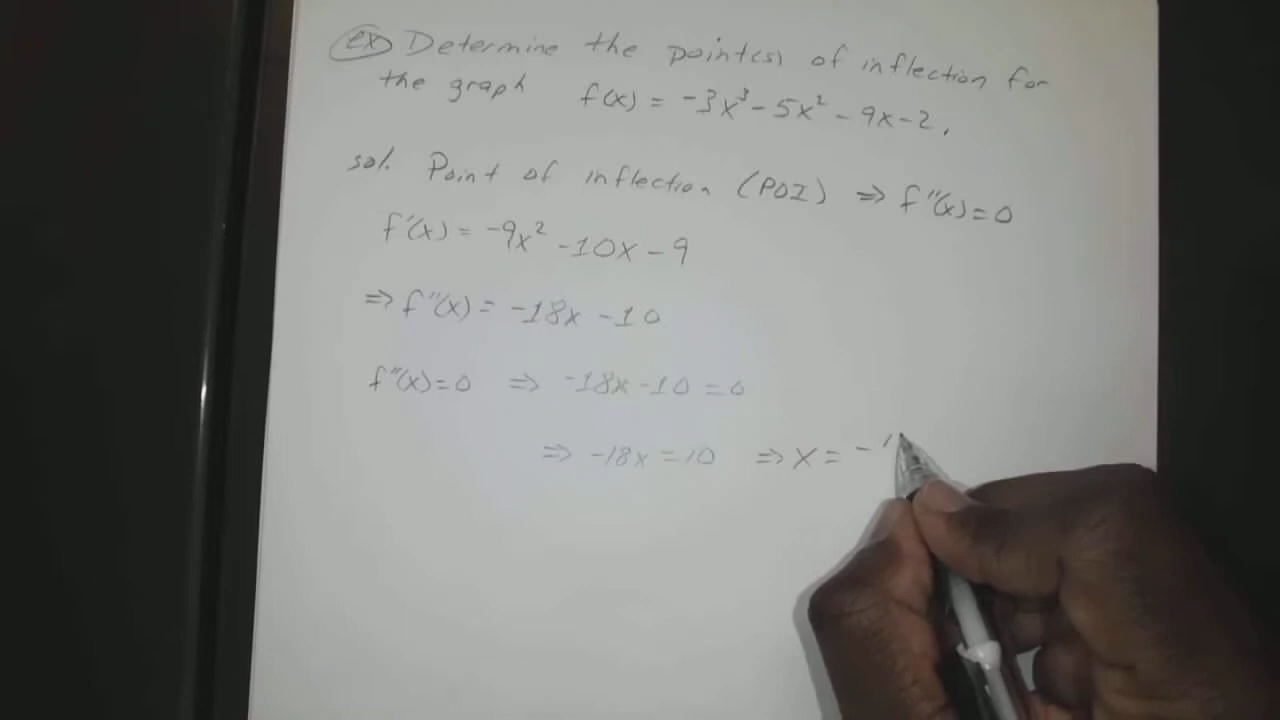 ex Determine the point(s) of inflection for
the graph f(x) = -3x³ - 5x² - 9x - 2.
sol. Point of inflection (POI) ⇒ f"(x) = 0
f'(x) = -9x² - 10x - 9
⇒ f"(x) = -18x - 10
f"(x) = 0 ⇒ -18x - 10 = 0
⇒ -18x = 10 ⇒ x = - 1